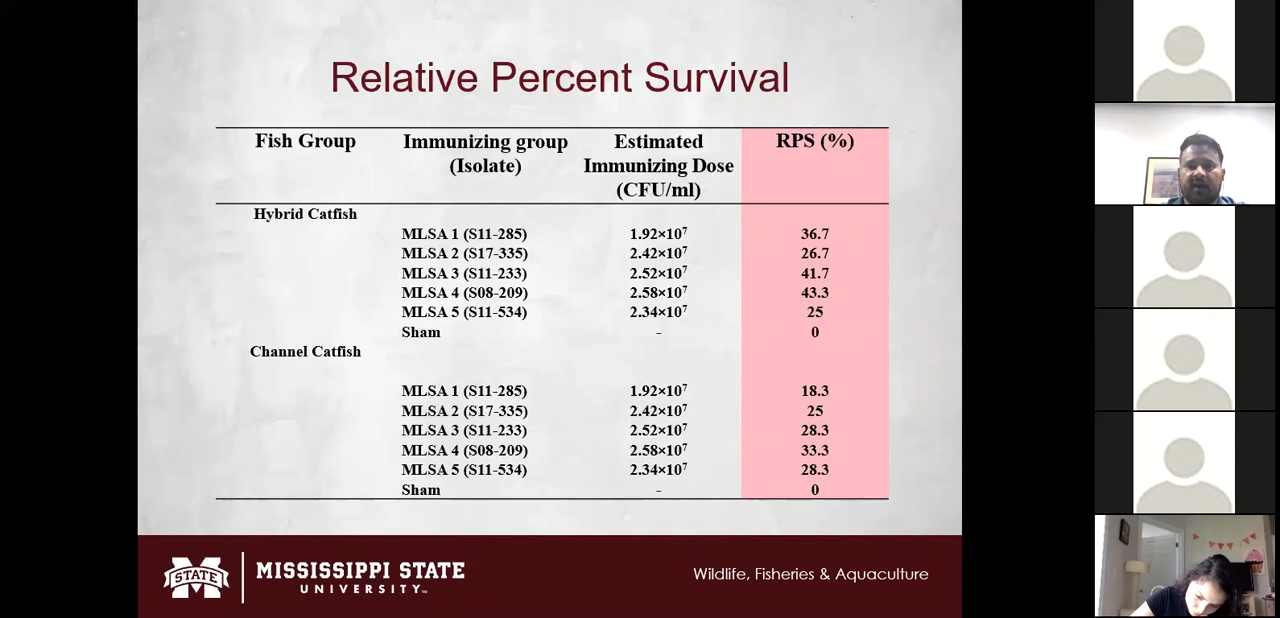 Relative Percent Survival
Fish Group Immunizing group (Isolate) Estimated Immunizing Dose (CFU/ml) RPS (%)
Hybrid Catfish
MLSA 1 (S11-285) 1.92×10⁷ 36.7
MLSA 2 (S17-335) 2.42×10⁷ 26.7
MLSA 3 (S11-233) 2.52×10⁷ 41.7
MLSA 4 (S08-209) 2.58×10⁷ 43.3
MLSA 5 (S11-534) 2.34×10⁷ 25
Sham - 0
Channel Catfish
MLSA 1 (S11-285) 1.92×10⁷ 18.3
MLSA 2 (S17-335) 2.42×10⁷ 25
MLSA 3 (S11-233) 2.52×10⁷ 28.3
MLSA 4 (S08-209) 2.58×10⁷ 33.3
MLSA 5 (S11-534) 2.34×10⁷ 28.3
Sham - 0
STATE
MISSISSIPPI STATE
UNIVERSITY™
Wildlife, Fisheries & Aquaculture